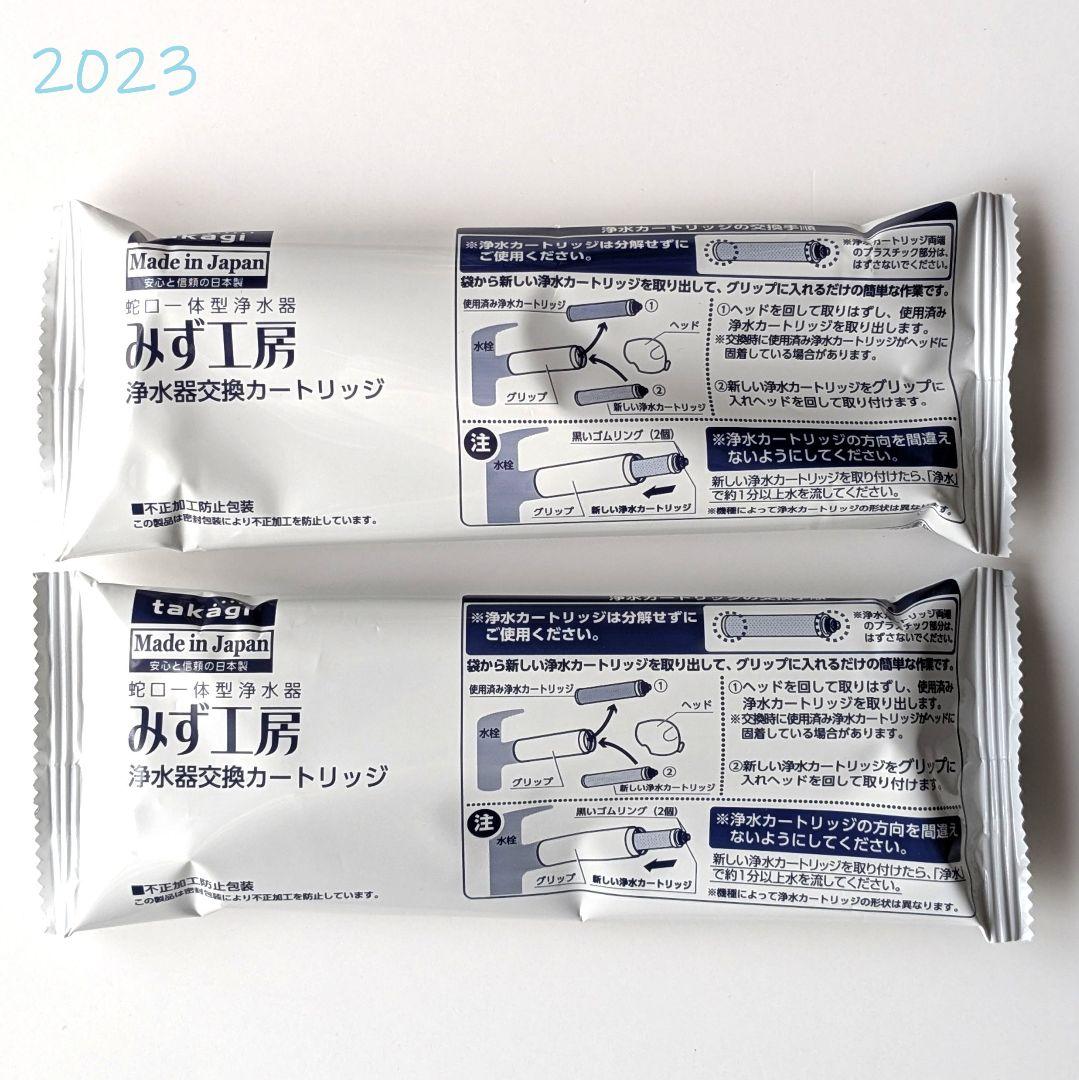 2023
takagi
Made in Japan
安心と信頼の日本製
蛇口一体型浄水器
みず工房
浄水器交換カートリッジ
■不正加工防止包装
この製品は密封包装により不正加工を防止しています。
浄水カートリッジの交換手順
※浄水カートリッジは分解せずに
ご使用ください。
※浄水カートリッジ両端
のプラスチック部分は、
はずさないでください。
袋から新しい浄水カートリッジを取り出して、グリップに入れるだけの簡単な作業です。
使用済み浄水カートリッジ
①
ヘッド
水栓
グリップ
②
新しい浄水カートリッジ
①ヘッドを回して取りはずし、使用済み
浄水カートリッジを取り出します。
※交換時に使用済み浄水カートリッジがヘッドに
固着している場合があります。
②新しい浄水カートリッジをグリップに
入れヘッドを回して取り付けます。
注
黒いゴムリング（2個）
水栓
グリップ
新しい浄水カートリッジ
※浄水カートリッジの方向を間違え
ないようにしてください。
新しい浄水カートリッジを取り付けたら、「浄水」
で約1分以上水を流してください。
※機種によって浄水カートリッジの形状は異なります。
takagi
Made in Japan
安心と信頼の日本製
蛇口一体型浄水器
みず工房
浄水器交換カートリッジ
■不正加工防止包装
この製品は密封包装により不正加工を防止しています。
浄水カートリッジの交換手順
※浄水カートリッジは分解せずに
ご使用ください。
※浄水カートリッジ両端
のプラスチック部分は、
はずさないでください。
袋から新しい浄水カートリッジを取り出して、グリップに入れるだけの簡単な作業です。
使用済み浄水カートリッジ
①
ヘッド
水栓
グリップ
②
新しい浄水カートリッジ
①ヘッドを回して取りはずし、使用済み
浄水カートリッジを取り出します。
※交換時に使用済み浄水カートリッジがヘッドに
固着している場合があります。
②新しい浄水カートリッジをグリップに
入れヘッドを回して取り付けます。
注
黒いゴムリング（2個）
水栓
グリップ
新しい浄水カートリッジ
※浄水カートリッジの方向を間違え
ないようにしてください。
新しい浄水カートリッジを取り付けたら、「浄水」
で約1分以上水を流してください。
※機種によって浄水カートリッジの形状は異なります。